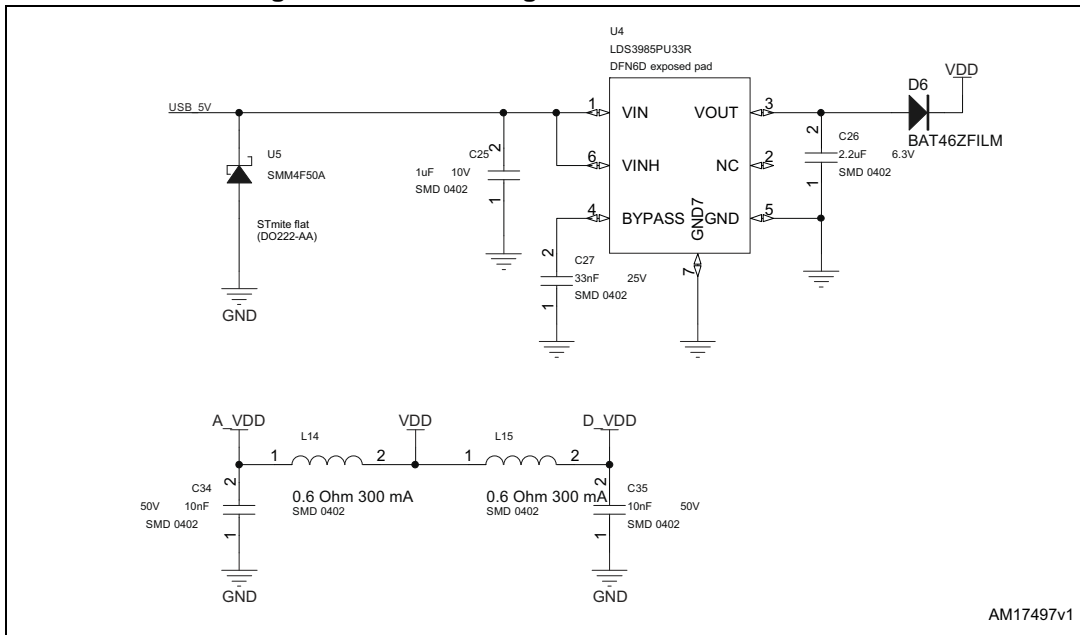 U4
LDS3985PU33R
DFN6D exposed pad
VDD
D6
USB_5V
1 VIN VOUT 3
BAT46ZFILM
U5
SMM4F50A
2
C25
1uF 10V
SMD 0402
1
6 VINH NC 2
2
C26
2.2uF 6.3V
SMD 0402
1
4 BYPASS GND 5
GND7
7
STmite flat
(DO222-AA)
2
C27
33nF 25V
SMD 0402
1
GND
A_VDD VDD D_VDD
L14 L15
1 2 1 2
0.6 Ohm 300 mA 0.6 Ohm 300 mA
SMD 0402 SMD 0402
C34
2
50V 10nF
SMD 0402
1
2
C35
10nF 50V
SMD 0402
1
GND GND
AM17497v1